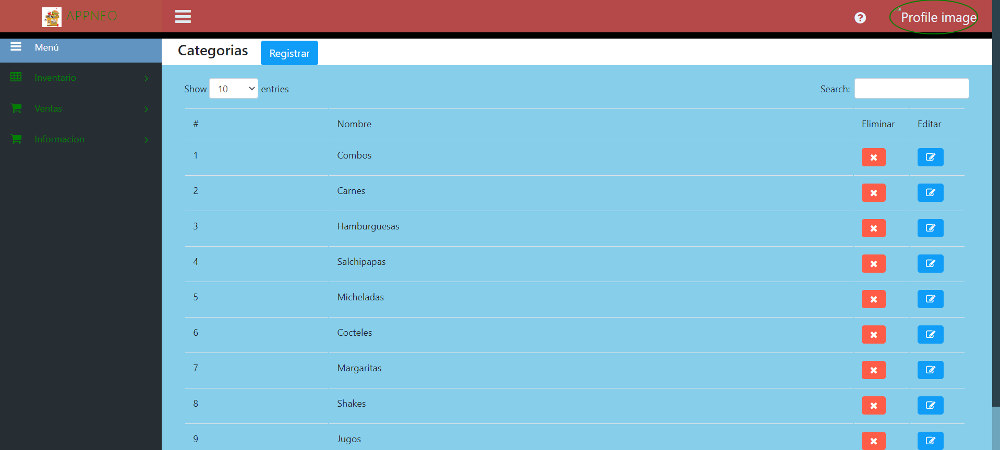 APPNEO
Profile image
Menú
Categorias Registrar
Inventario
Ventas
Informacion
Show 10 entries Search:
# Nombre Eliminar Editar
1 Combos
2 Carnes
3 Hamburguesas
4 Salchipapas
5 Micheladas
6 Cocteles
7 Margaritas
8 Shakes
9 Jugos